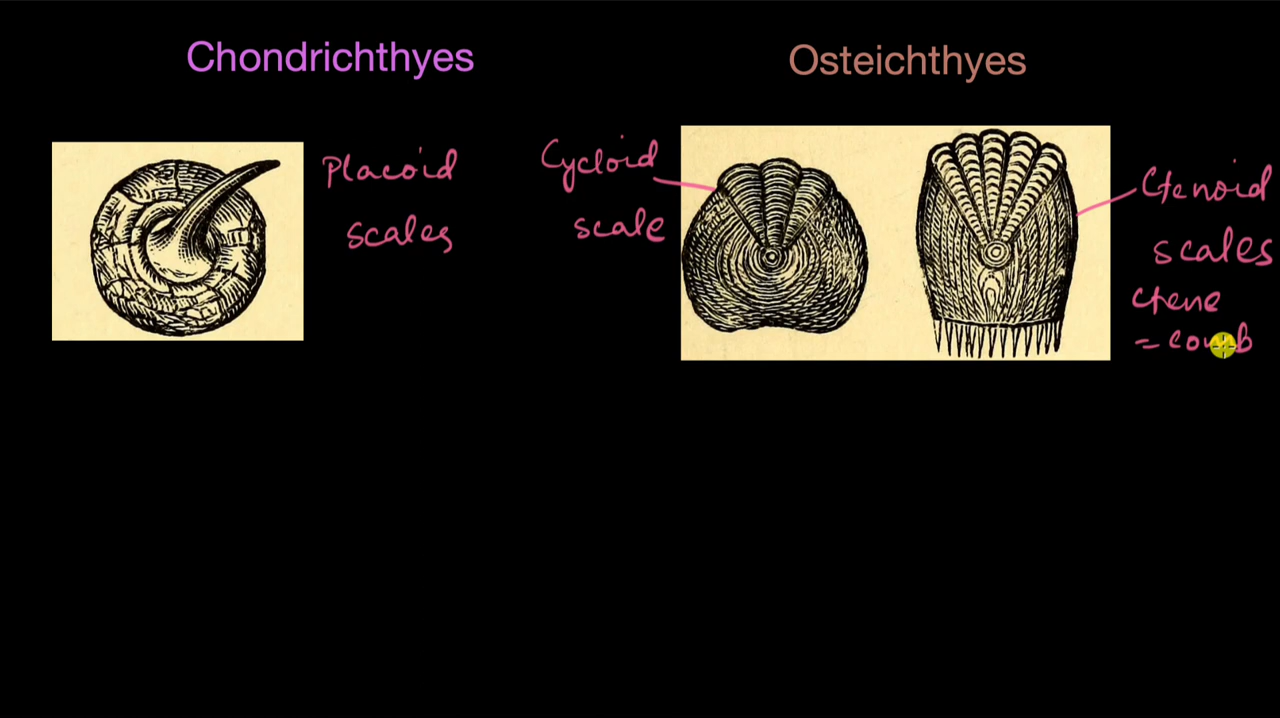 Chondrichthyes
Osteichthyes
Placoid
scales
Cycloid
scale
Ctenoid
scales
Ctene
= comb